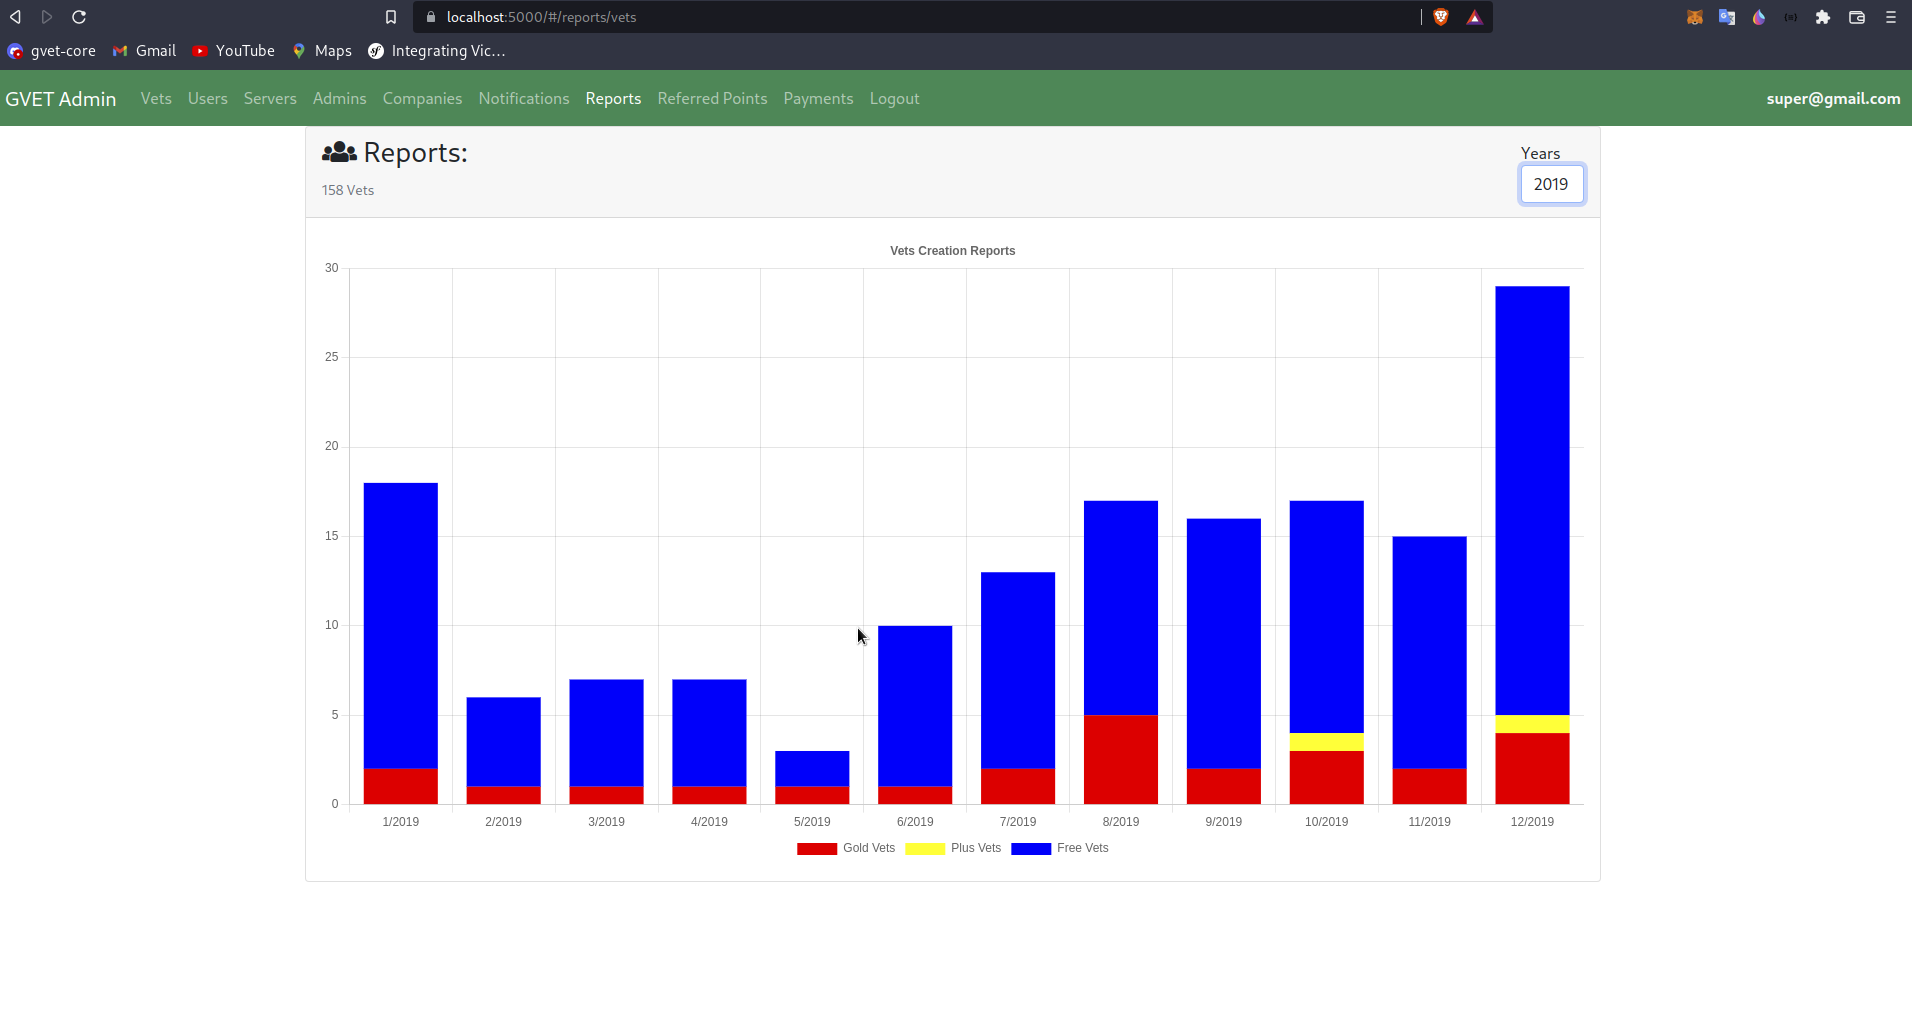 localhost:5000/#/reports/vets
gvet-core Gmail YouTube Maps Integrating Vic...
GVET Admin Vets Users Servers Admins Companies Notifications Reports Referred Points Payments Logout super@gmail.com
Reports:
158 Vets
Years
2019
Vets Creation Reports
30
25
20
15
10
5
0
1/2019 2/2019 3/2019 4/2019 5/2019 6/2019 7/2019 8/2019 9/2019 10/2019 11/2019 12/2019
Gold Vets Plus Vets Free Vets